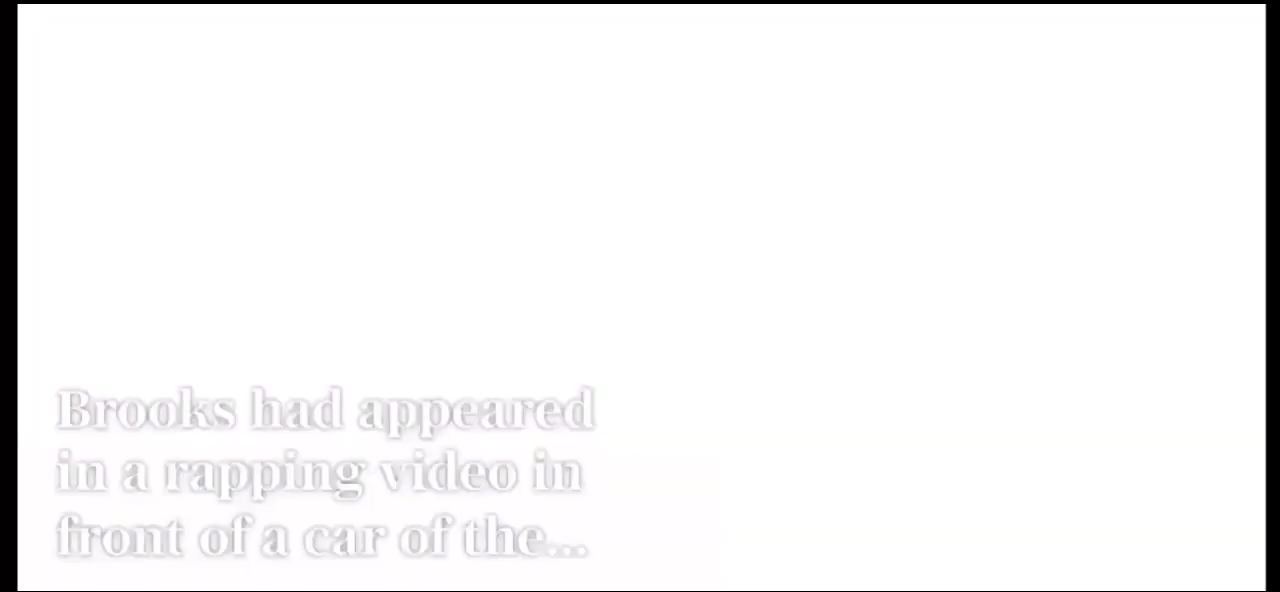 Brooks had appeared
in a rapping video in
front of a car of the...